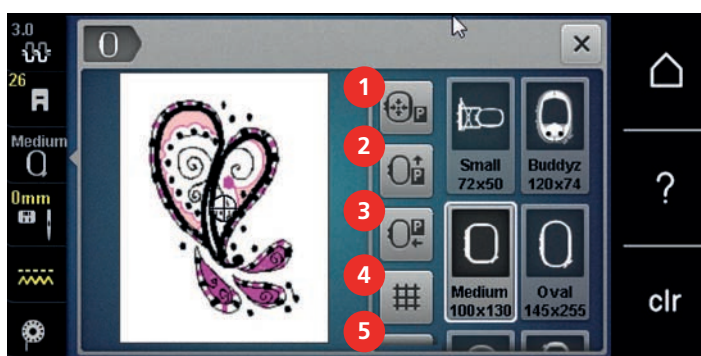 3.0
26
Medium
0mm
1
P
2
P
3
P
4
5
Small
72x50
Buddyz
120x74
Medium
100x130
Oval
145x255
?
clr